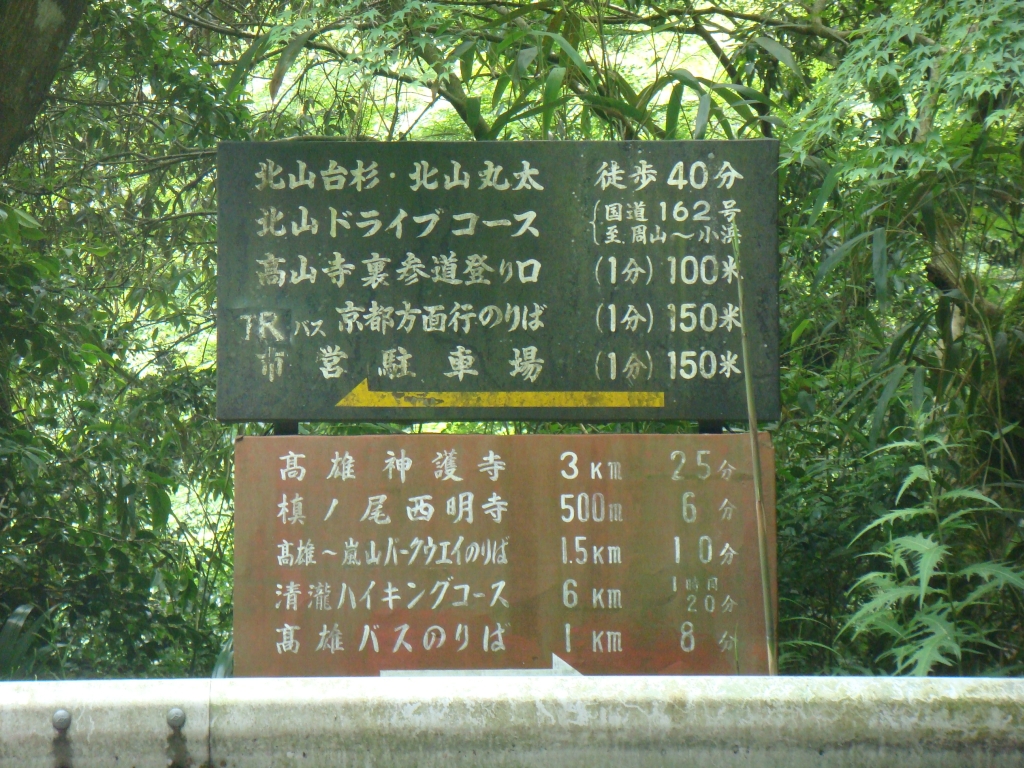 北山台杉・北山丸太 徒歩40分
北山ドライブコース 国道162号 至.周山～小浜
高山寺裏参道登り口 (1分) 100米
JRバス 京都方面行のりば (1分) 150米
市営駐車場 (1分) 150米
高雄神護寺 3Km 25分
槙ノ尾西明寺 500m 6分
高雄～嵐山パークウエイのりば 1.5Km 10分
清瀧ハイキングコース 6Km 1時間20分
高雄バスのりば 1Km 8分